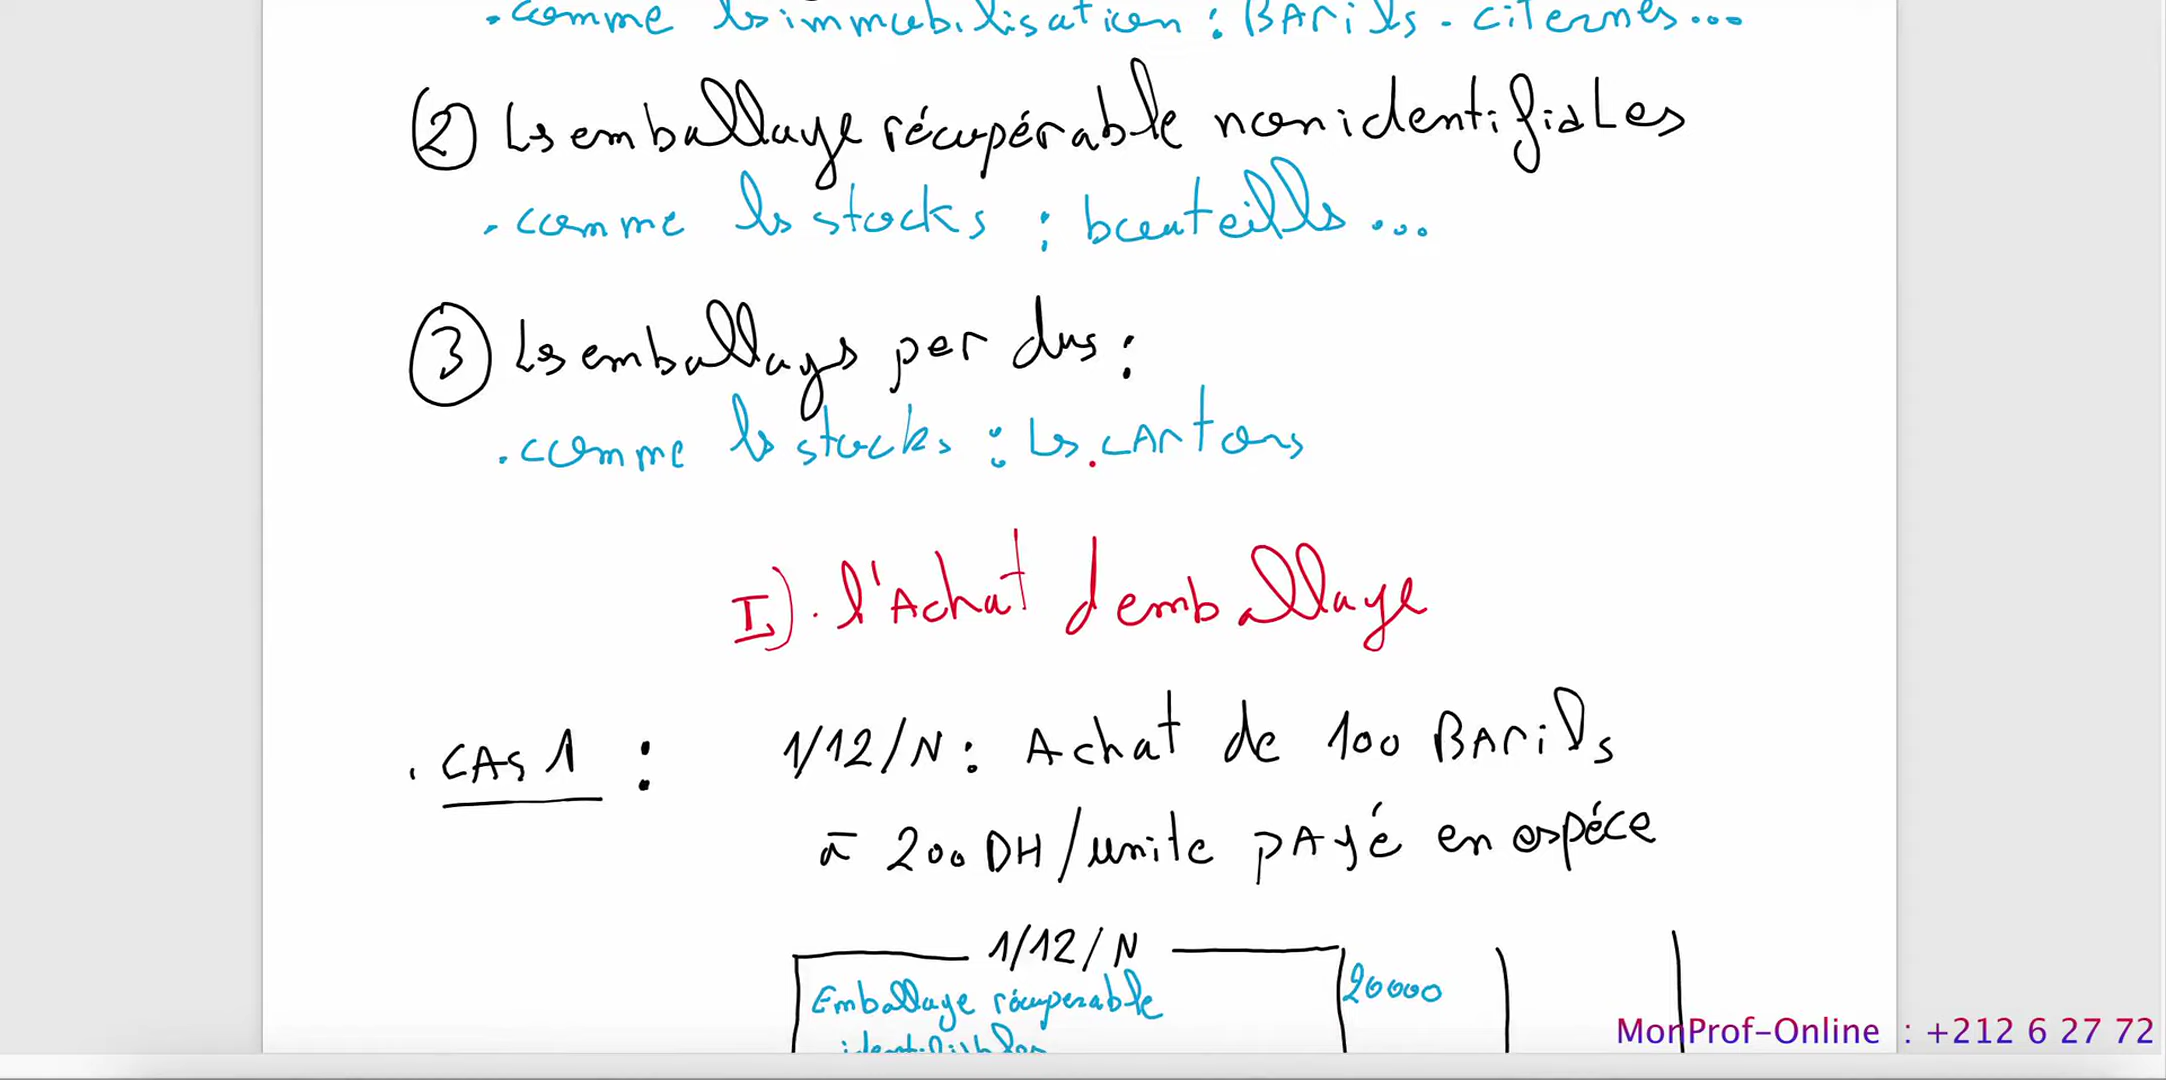 . comme les immobilisation : BArils - citernes...
② Les emballage récupérable non identifiables
. comme les stocks : bouteilles ...
③ Les emballages perdus :
. comme les stocks : les cArtons
I) . l'Achat d emballage
. CAS 1 : 1/12/N : Achat de 100 BArils
à 200 DH/unite pAyé en espéce
1/12/N
Emballage récuperable 20000
identifiables
MonProf-Online : +212 6 27 72